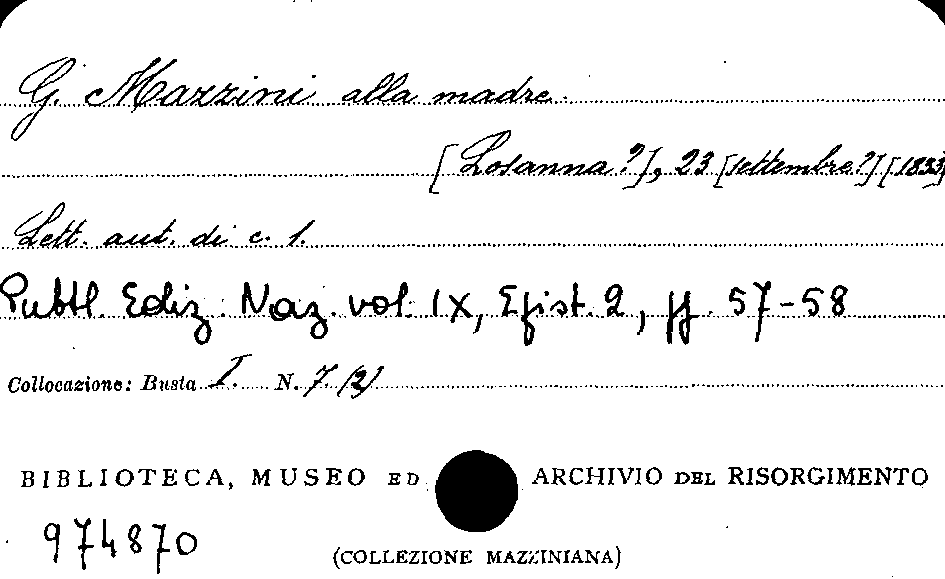 G. Mazzini alla madre.
[Losanna?], 23 [settembre?] [1833]
Lett. aut. di c. 1.
Pubbl. Ediz. Naz. vol. IX, Epist. 2, pp. 57-58
Collocazione: Busta I. N. 7. (2)
BIBLIOTECA, MUSEO ED ARCHIVIO DEL RISORGIMENTO
974870
(COLLEZIONE MAZZINIANA)